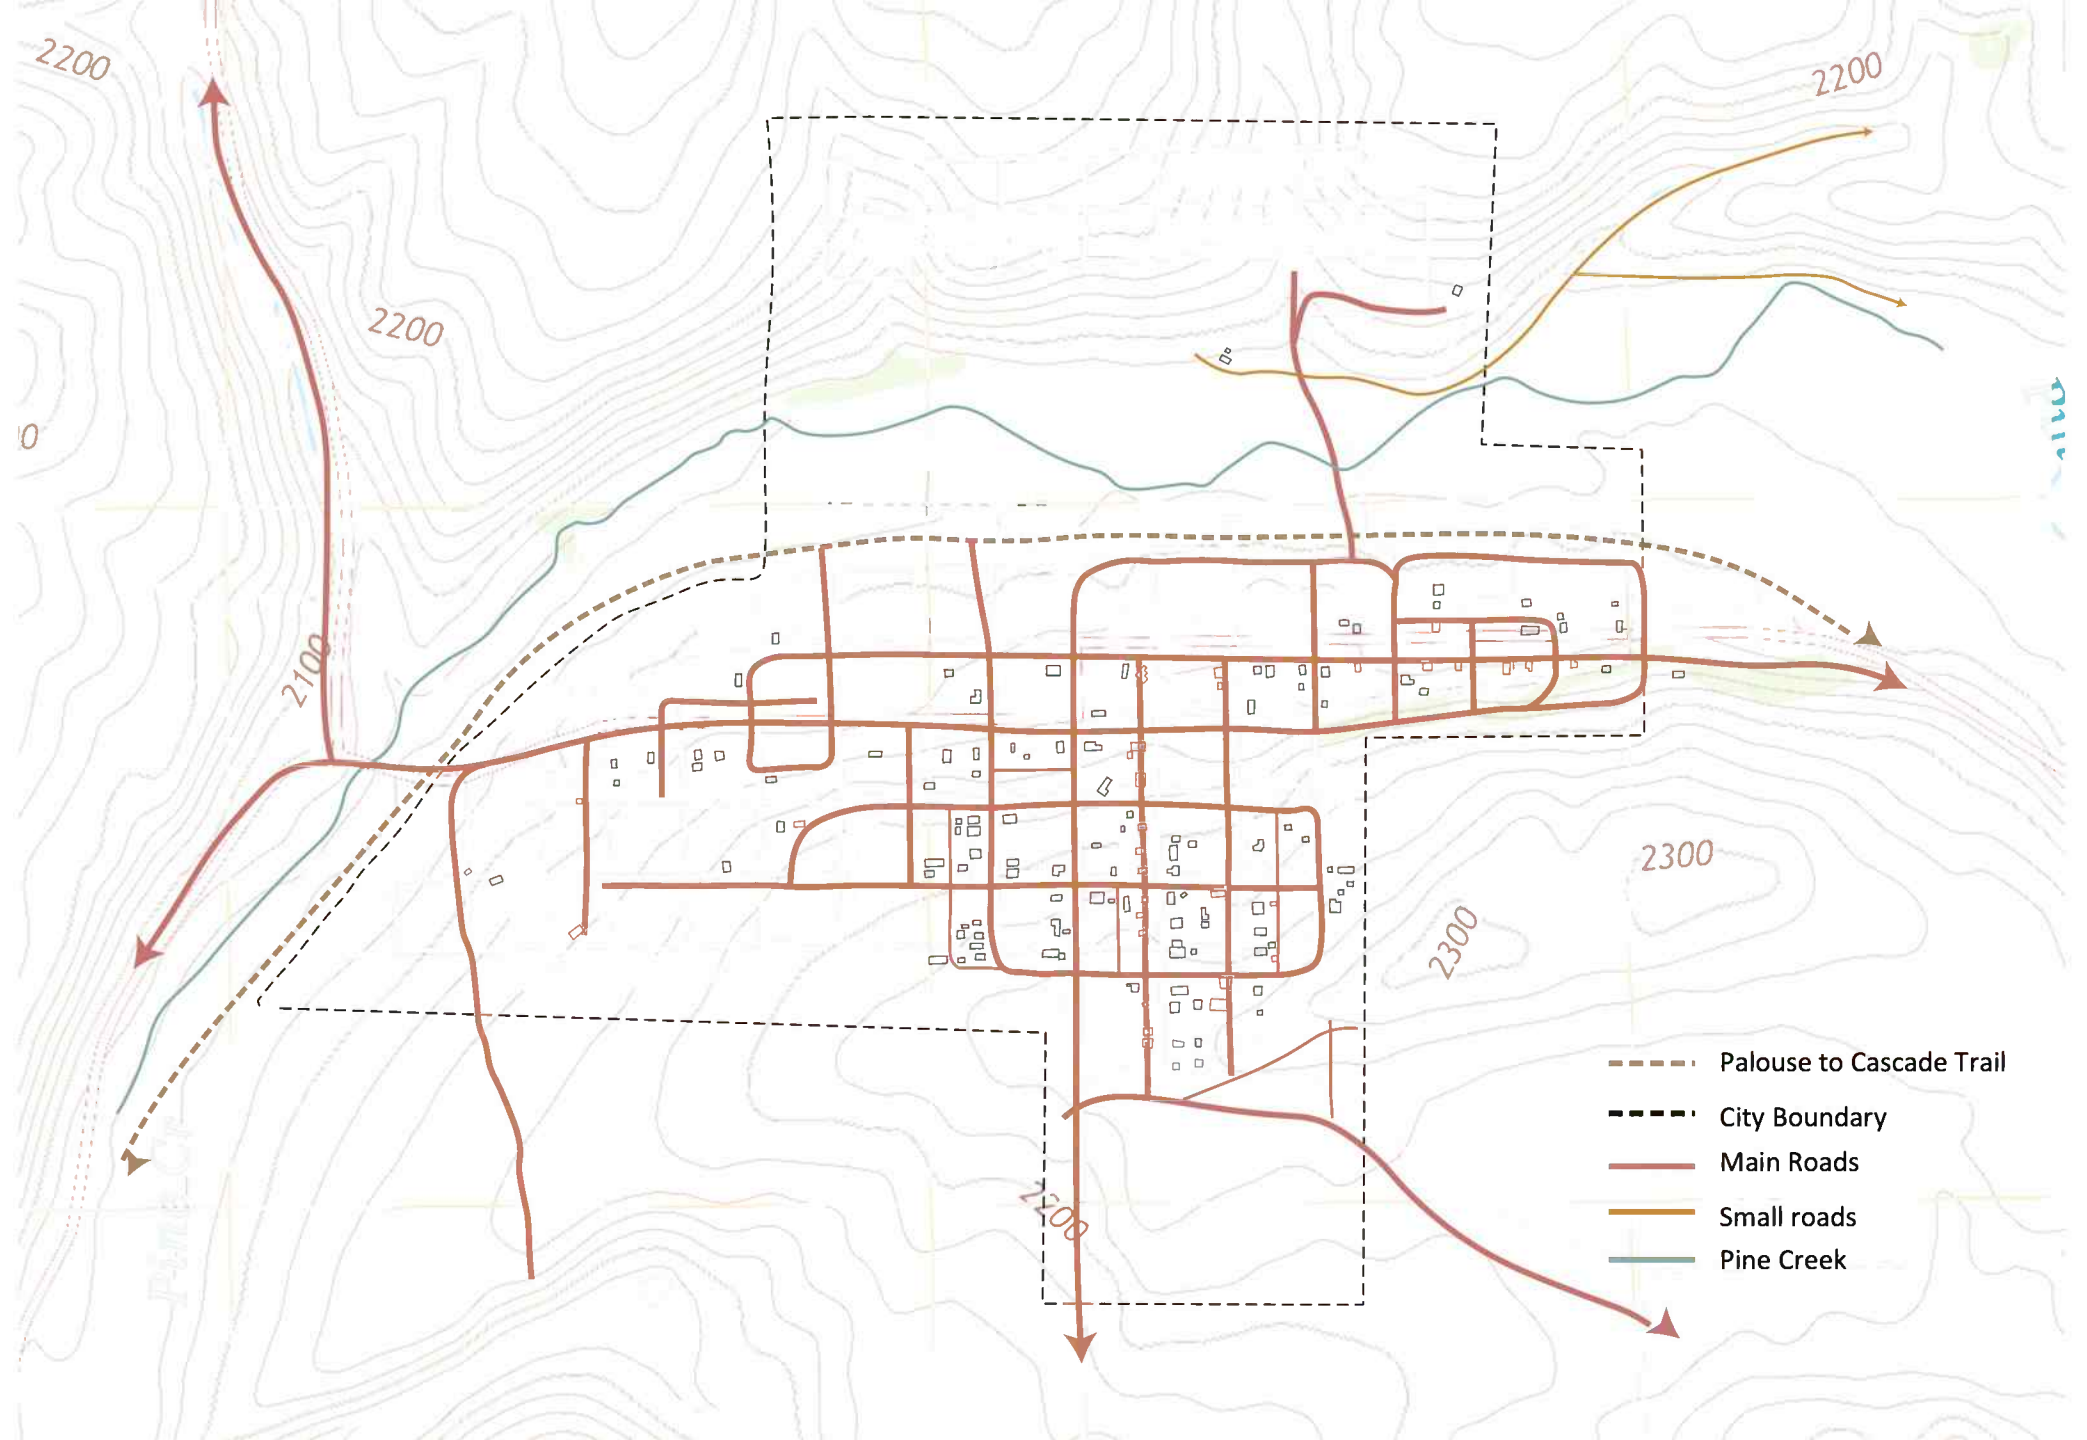 2200
2200
2200
2100
2300
2300
Palouse to Cascade Trail
City Boundary
Main Roads
2200
Small roads
Pine Creek